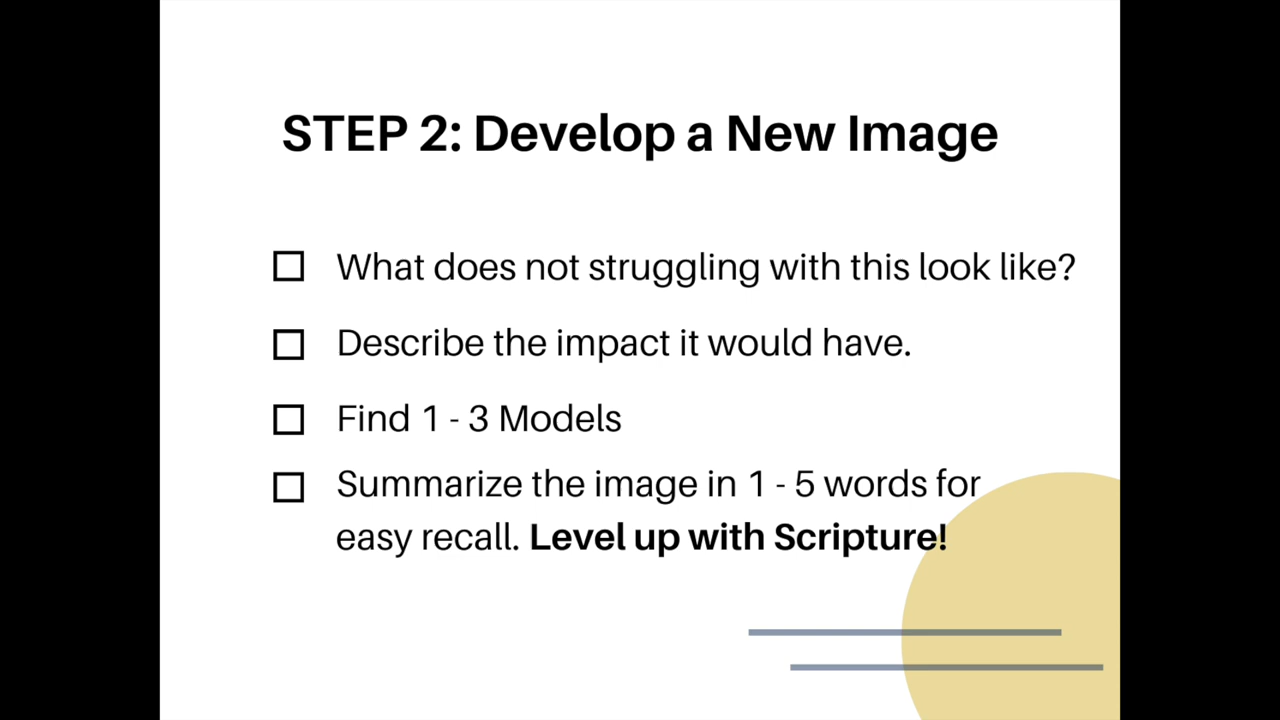 STEP 2: Develop a New Image
What does not struggling with this look like?
Describe the impact it would have.
Find 1 - 3 Models
Summarize the image in 1 - 5 words for
easy recall. Level up with Scripture!